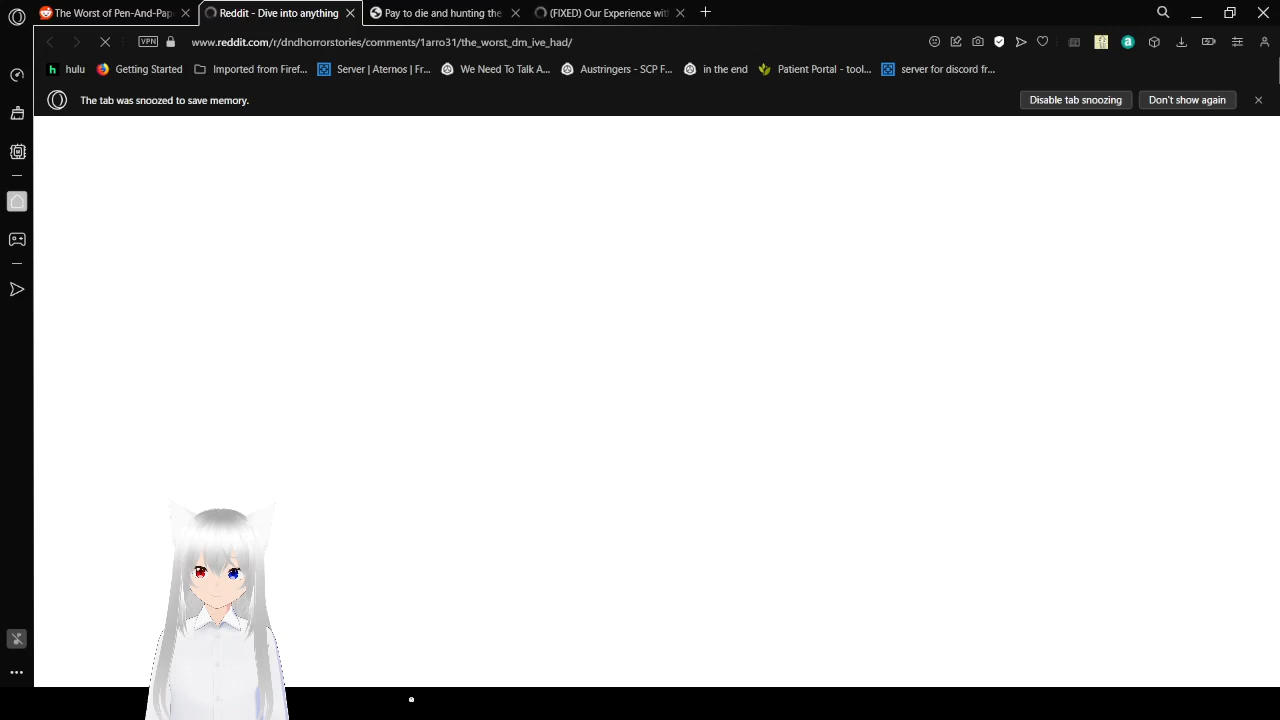 The Worst of Pen-And-Pap
Reddit - Dive into anything
Pay to die and hunting the
(FIXED) Our Experience wit
VPN
www.reddit.com/r/dndhorrorstories/comments/1arro31/the_worst_dm_ive_had/
hulu
Getting Started
Imported from Firef...
Server | Aternos | Fr...
We Need To Talk A...
Austringers - SCP F...
in the end
Patient Portal - tool...
server for discord fr...
The tab was snoozed to save memory.
Disable tab snoozing
Don't show again